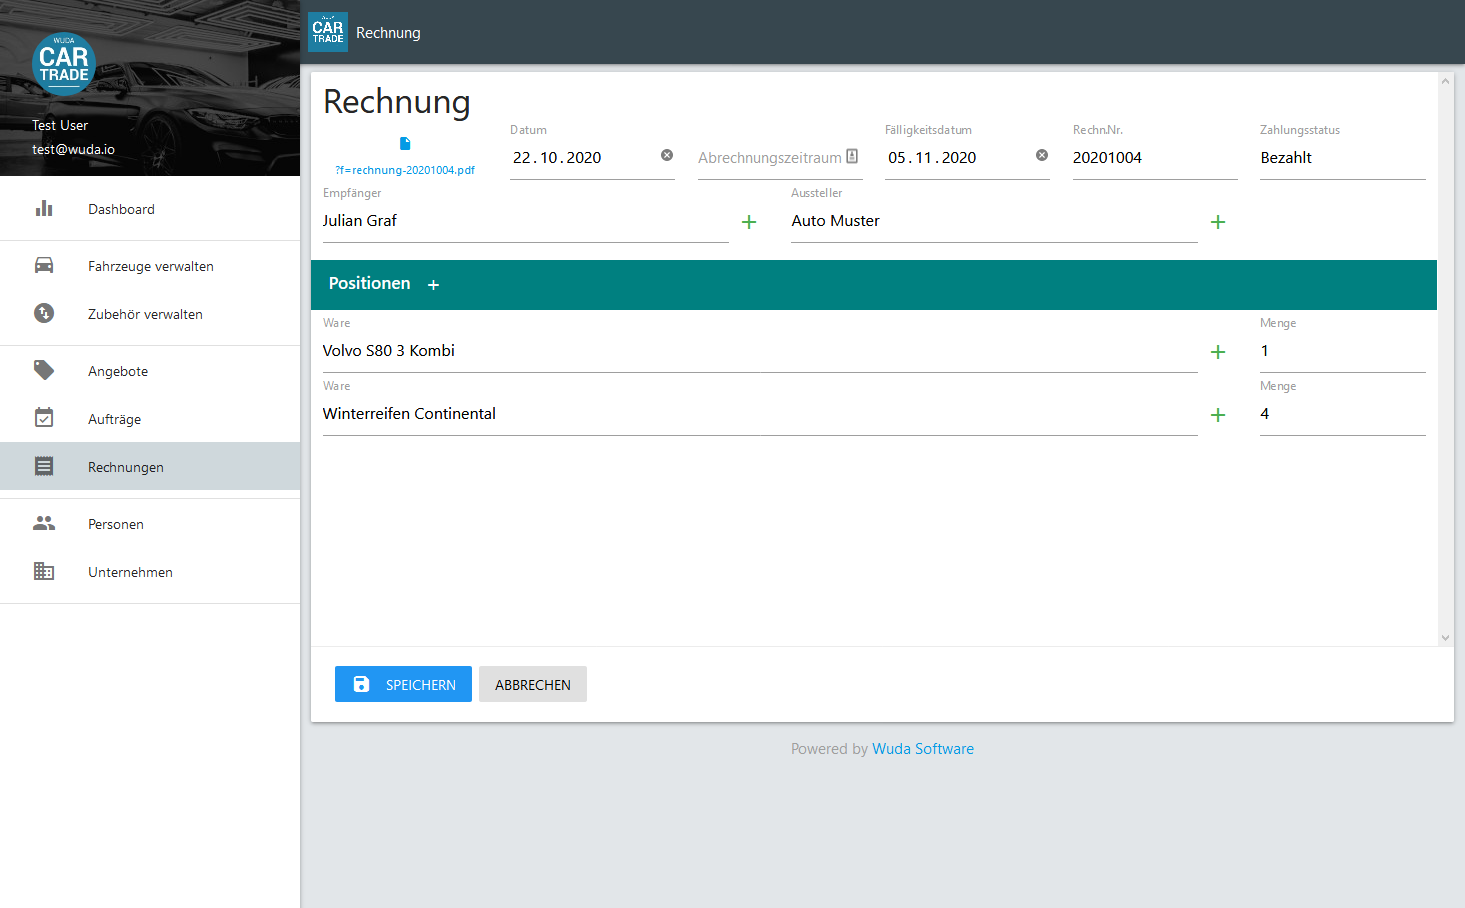 WUDA
CAR
TRADE
Test User
test@wuda.io
Dashboard
Fahrzeuge verwalten
Zubehör verwalten
Angebote
Aufträge
Rechnungen
Personen
Unternehmen
CAR
TRADE
Rechnung
Rechnung
?f=rechnung-20201004.pdf
Datum
22.10.2020
Abrechnungszeitraum
Fälligkeitsdatum
05.11.2020
Rechn.Nr.
20201004
Zahlungsstatus
Bezahlt
Empfänger
Julian Graf
Aussteller
Auto Muster
Positionen +
Ware
Volvo S80 3 Kombi
Menge
1
Ware
Winterreifen Continental
Menge
4
SPEICHERN
ABBRECHEN
Powered by Wuda Software